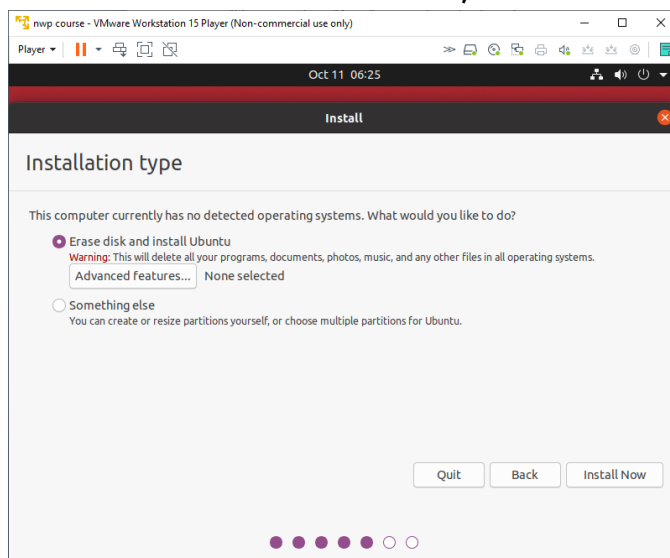 nwp course - VMware Workstation 15 Player (Non-commercial use only)
Player
Oct 11 06:25
Install
Installation type
This computer currently has no detected operating systems. What would you like to do?
Erase disk and install Ubuntu
Warning: This will delete all your programs, documents, photos, music, and any other files in all operating systems.
Advanced features... None selected
Something else
You can create or resize partitions yourself, or choose multiple partitions for Ubuntu.
Quit Back Install Now